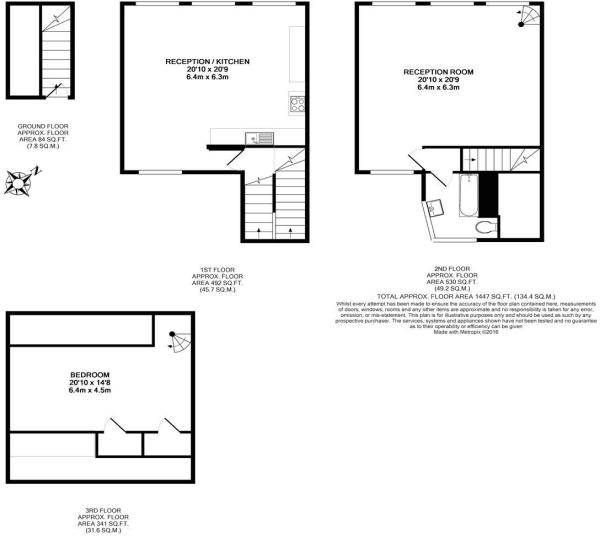 RECEPTION / KITCHEN
20'10 x 20'9
6.4m x 6.3m
RECEPTION ROOM
20'10 x 20'9
6.4m x 6.3m
GROUND FLOOR
APPROX. FLOOR
AREA 84 SQ.FT.
(7.8 SQ.M.)
N
1ST FLOOR
APPROX. FLOOR
AREA 492 SQ.FT.
(45.7 SQ.M.)
2ND FLOOR
APPROX. FLOOR
AREA 530 SQ.FT.
(49.2 SQ.M.)
TOTAL APPROX. FLOOR AREA 1447 SQ.FT. (134.4 SQ.M.)
Whilst every attempt has been made to ensure the accuracy of the floor plan contained here, measurements
of doors, windows, rooms and any other items are approximate and no responsibility is taken for any error,
omission, or mis-statement. This plan is for illustrative purposes only and should be used as such by any
prospective purchaser. The services, systems and appliances shown have not been tested and no guarantee
as to their operability or efficiency can be given
Made with Metropix ©2016
BEDROOM
20'10 x 14'8
6.4m x 4.5m
3RD FLOOR
APPROX. FLOOR
AREA 341 SQ.FT.
(31.6 SQ.M.)